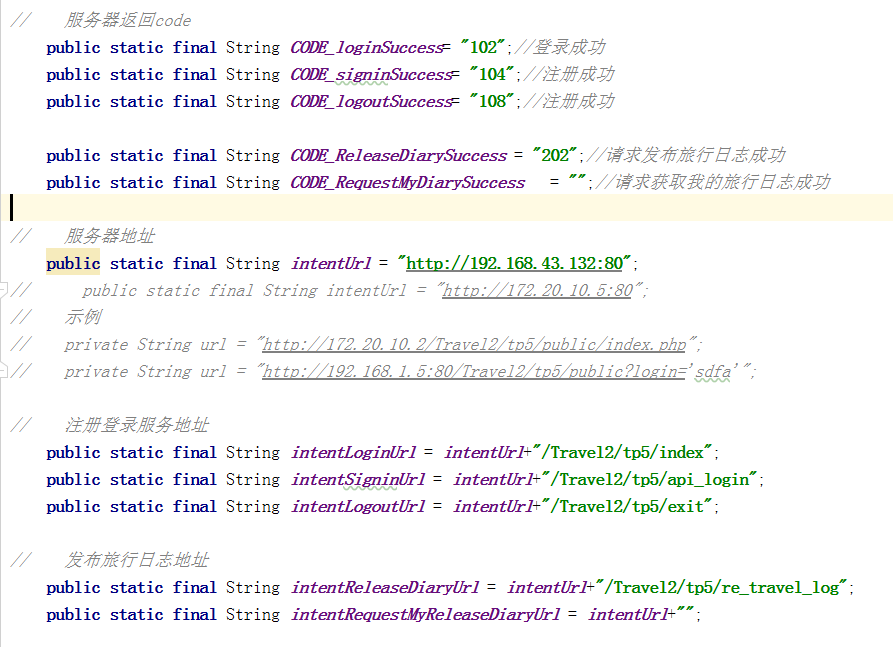 //    服务器返回code
public static final String CODE_loginSuccess= "102";//登录成功
public static final String CODE_signinSuccess= "104";//注册成功
public static final String CODE_logoutSuccess= "108";//注册成功
public static final String CODE_ReleaseDiarySuccess = "202";//请求发布旅行日志成功
public static final String CODE_RequestMyDiarySuccess   = "";//请求获取我的旅行日志成功
//    服务器地址
public static final String intentUrl = "http://192.168.43.132:80";
//      public static final String intentUrl = "http://172.20.10.5:80";
//    示例
//    private String url = "http://172.20.10.2/Travel2/tp5/public/index.php";
//    private String url = "http://192.168.1.5:80/Travel2/tp5/public?login='sdfa'";
//    注册登录服务地址
public static final String intentLoginUrl = intentUrl+"/Travel2/tp5/index";
public static final String intentSigninUrl = intentUrl+"/Travel2/tp5/api_login";
public static final String intentLogoutUrl = intentUrl+"/Travel2/tp5/exit";
//    发布旅行日志地址
public static final String intentReleaseDiaryUrl = intentUrl+"/Travel2/tp5/re_travel_log";
public static final String intentRequestMyReleaseDiaryUrl = intentUrl+"";